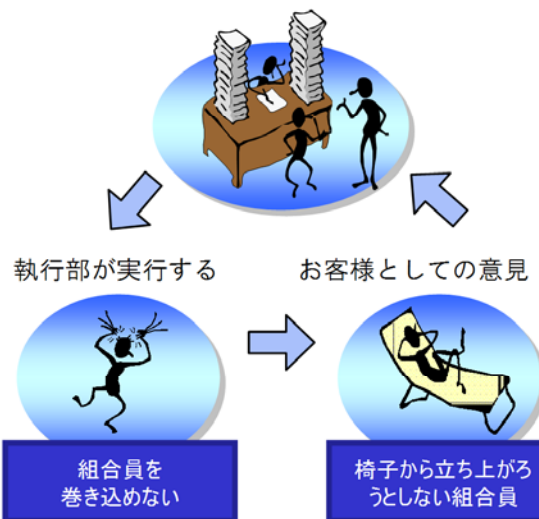 執行部が実行する
お客様としての意見
組合員を
巻き込めない
椅子から立ち上がろ
うとしない組合員